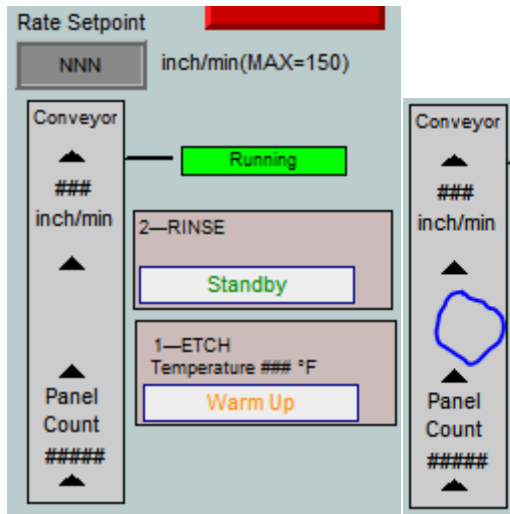 Rate Setpoint
NNN inch/min(MAX=150)
Conveyor
Running
###
inch/min
2—RINSE
Standby
1—ETCH
Temperature ### °F
Warm Up
Panel
Count
#####
Conveyor
###
inch/min
Panel
Count
#####